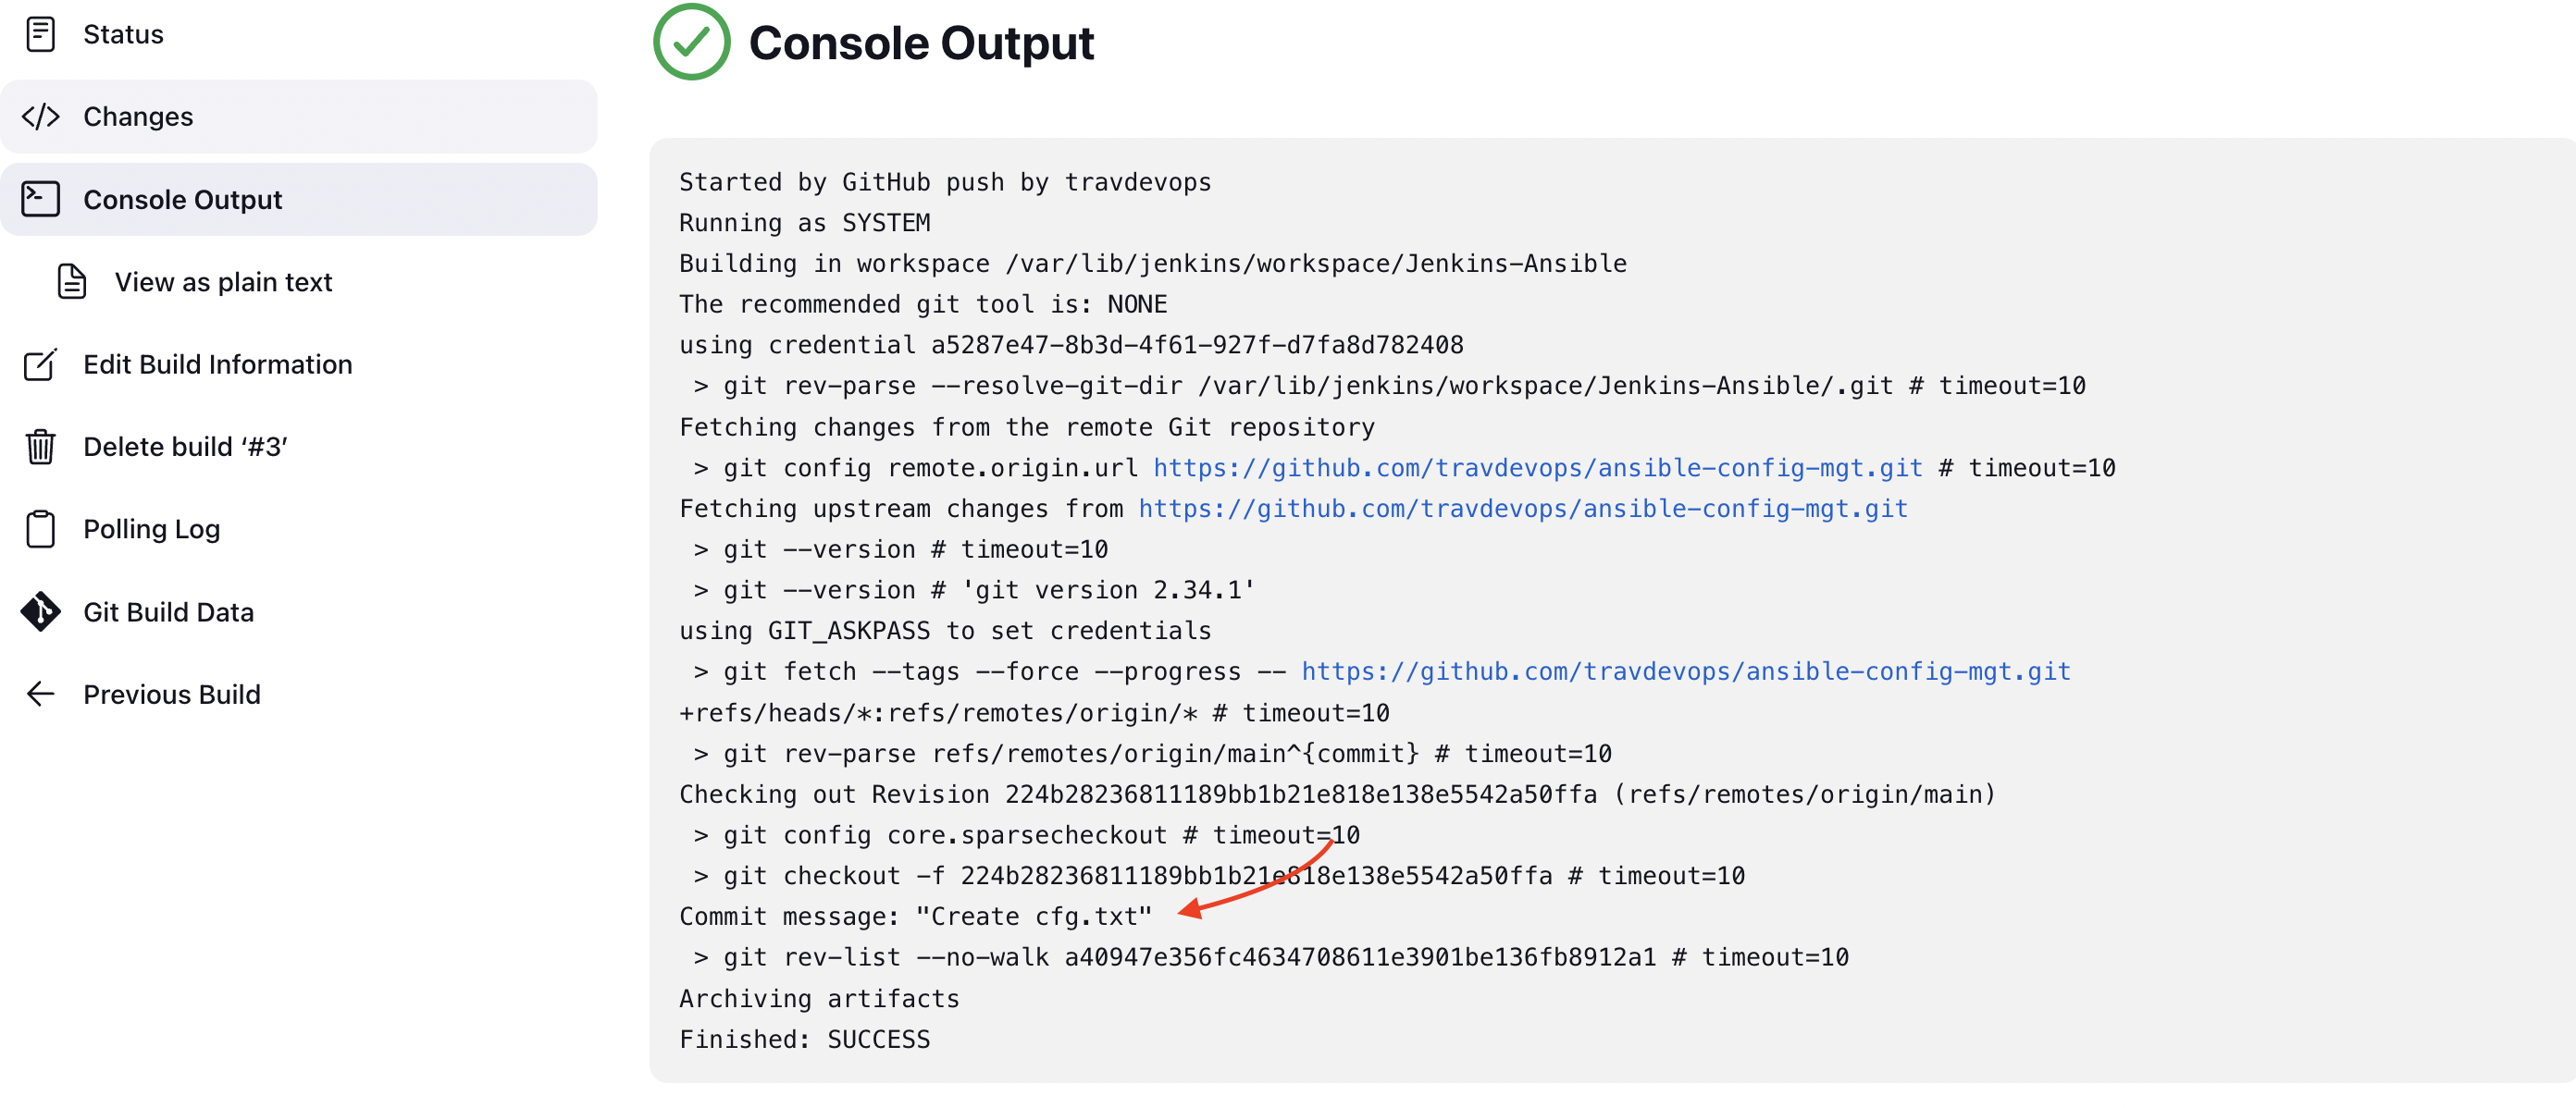 Status
Changes
Console Output
View as plain text
Edit Build Information
Delete build ‘#3’
Polling Log
Git Build Data
Previous Build
Console Output
Started by GitHub push by travdevops
Running as SYSTEM
Building in workspace /var/lib/jenkins/workspace/Jenkins-Ansible
The recommended git tool is: NONE
using credential a5287e47-8b3d-4f61-927f-d7fa8d782408
 > git rev-parse --resolve-git-dir /var/lib/jenkins/workspace/Jenkins-Ansible/.git # timeout=10
Fetching changes from the remote Git repository
 > git config remote.origin.url https://github.com/travdevops/ansible-config-mgt.git # timeout=10
Fetching upstream changes from https://github.com/travdevops/ansible-config-mgt.git
 > git --version # timeout=10
 > git --version # 'git version 2.34.1'
using GIT_ASKPASS to set credentials
 > git fetch --tags --force --progress -- https://github.com/travdevops/ansible-config-mgt.git
+refs/heads/*:refs/remotes/origin/* # timeout=10
 > git rev-parse refs/remotes/origin/main^{commit} # timeout=10
Checking out Revision 224b28236811189bb1b21e818e138e5542a50ffa (refs/remotes/origin/main)
 > git config core.sparsecheckout # timeout=10
 > git checkout -f 224b28236811189bb1b21e818e138e5542a50ffa # timeout=10
Commit message: "Create cfg.txt"
 > git rev-list --no-walk a40947e356fc4634708611e3901be136fb8912a1 # timeout=10
Archiving artifacts
Finished: SUCCESS